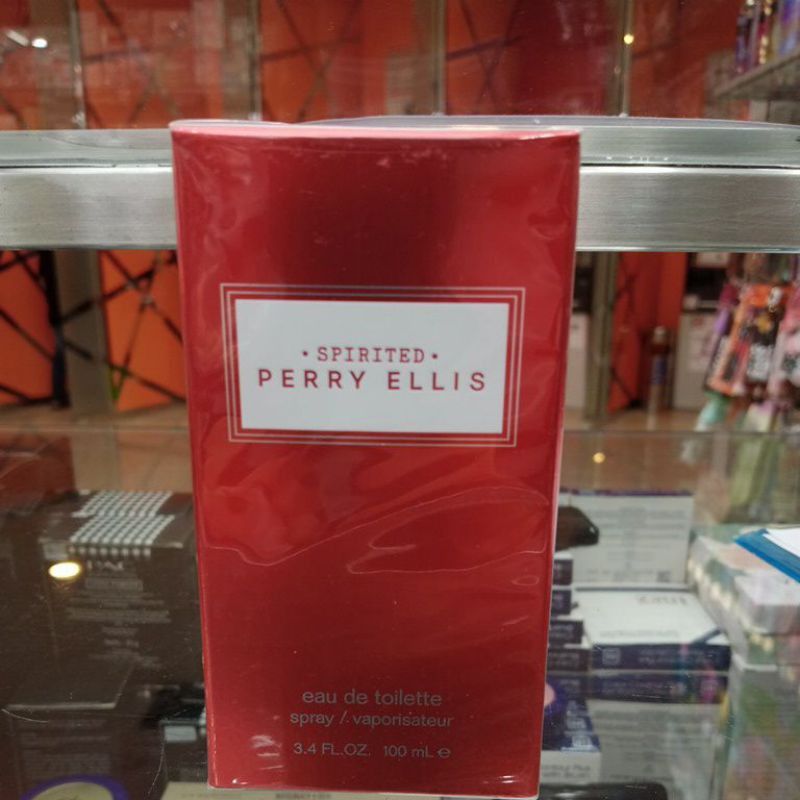 • SPIRITED •
PERRY ELLIS
eau de toilette
spray / vaporisateur
3.4 FL.OZ. 100 mL ℮